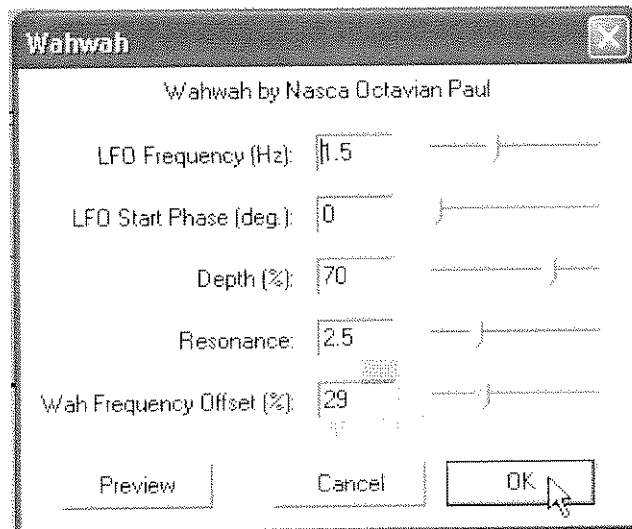 Wahwah
Wahwah by Nasca Octavian Paul
LFO Frequency (Hz): 1.5
LFO Start Phase (deg.): 0
Depth (%): 70
Resonance: 2.5
Wah Frequency Offset (%): 29
Preview Cancel OK